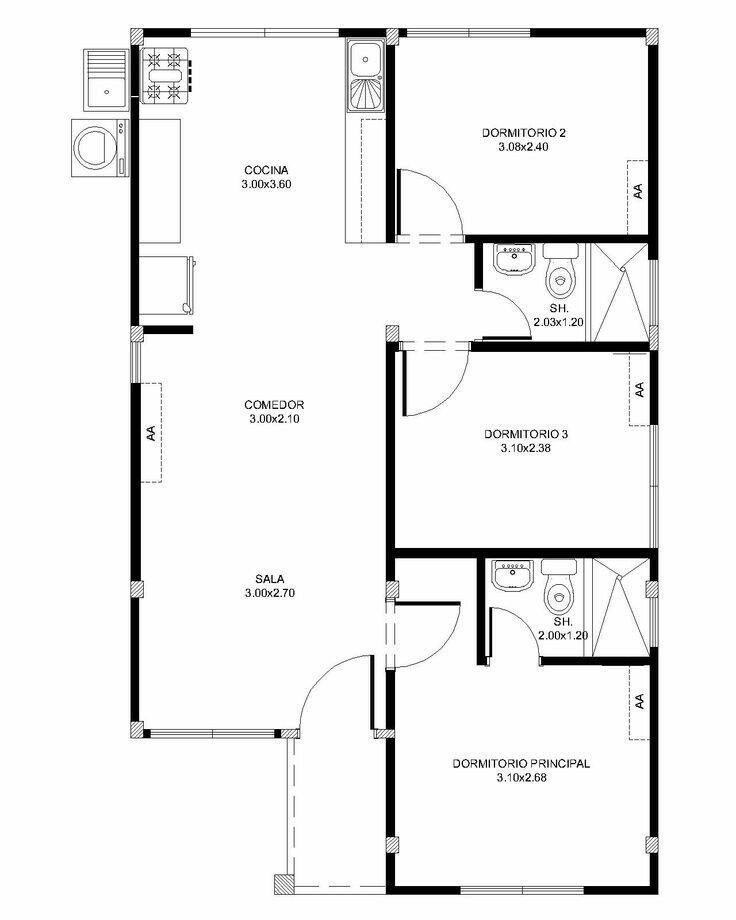 DORMITORIO 2
3.08x2.40
COCINA
3.00x3.60
AA
SH.
2.03x1.20
AA
COMEDOR
3.00x2.10
AA
DORMITORIO 3
3.10x2.38
SALA
3.00x2.70
SH.
2.00x1.20
AA
DORMITORIO PRINCIPAL
3.10x2.68